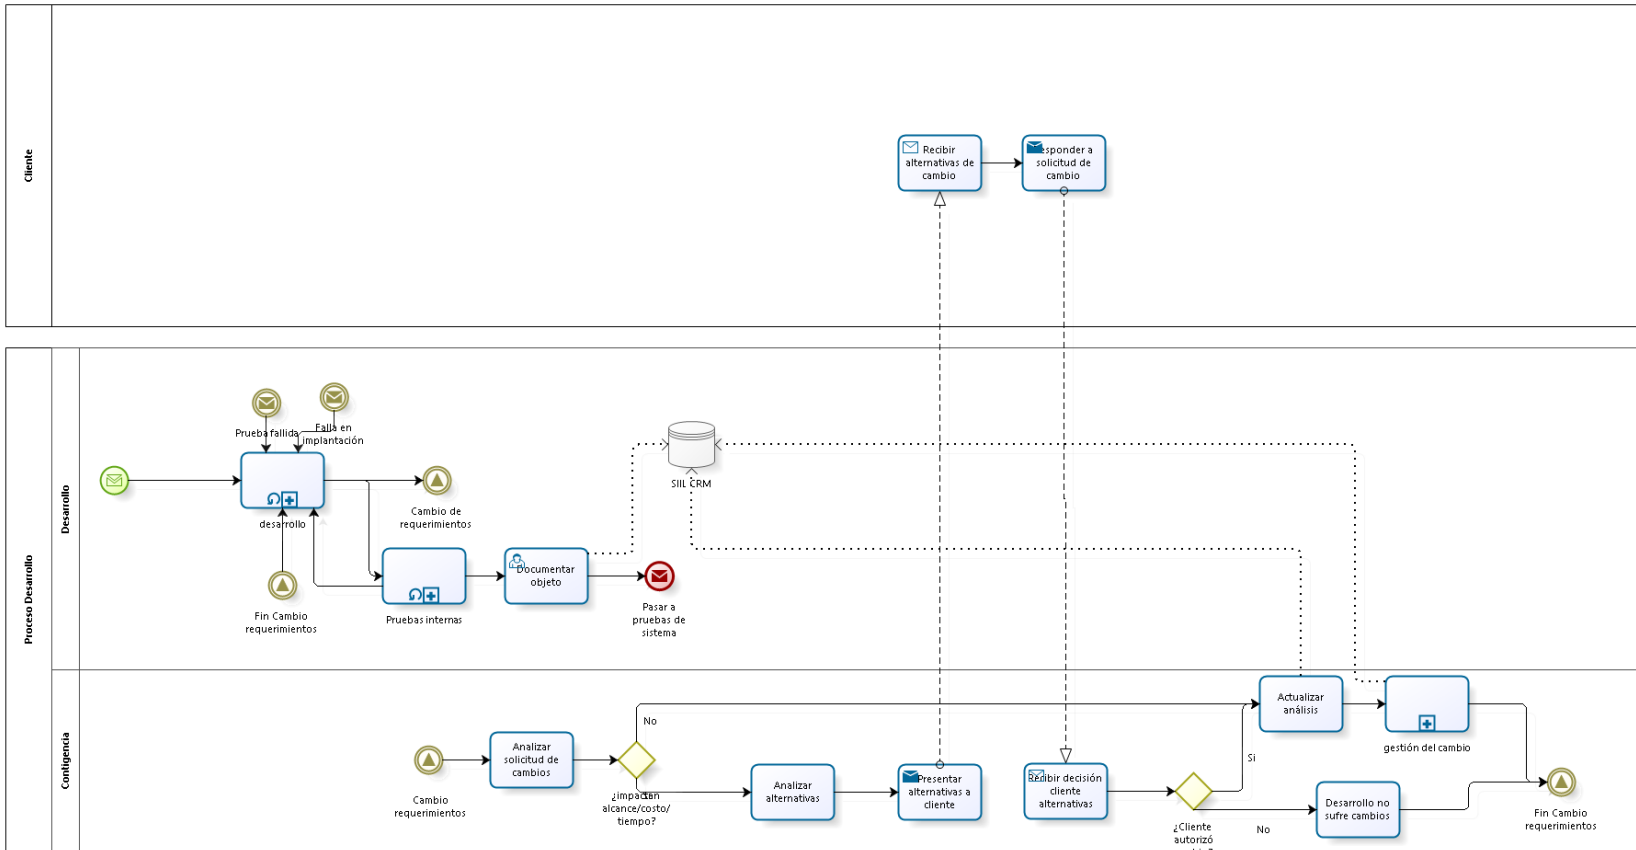 Cliente
Recibir
alternativas de
cambio
esponder a
solicitud de
cambio
Proceso Desarrollo
Desarrollo
Prueba fallida
Falla en
implantación
desarrollo
Cambio de
requerimientos
Fin Cambio
requerimientos
Pruebas internas
Documentar
objeto
Pasar a
pruebas de
sistema
SIIL CRM
Contigencia
Cambio
requerimientos
Analizar
solicitud de
cambios
No
¿impactan
alcance/costo/
tiempo?
Analizar
alternativas
Presentar
alternativas a
cliente
Recibir decisión
cliente
alternativas
¿Cliente
autorizó
Si
No
Actualizar
análisis
gestión del cambio
Desarrollo no
sufre cambios
Fin Cambio
requerimientos